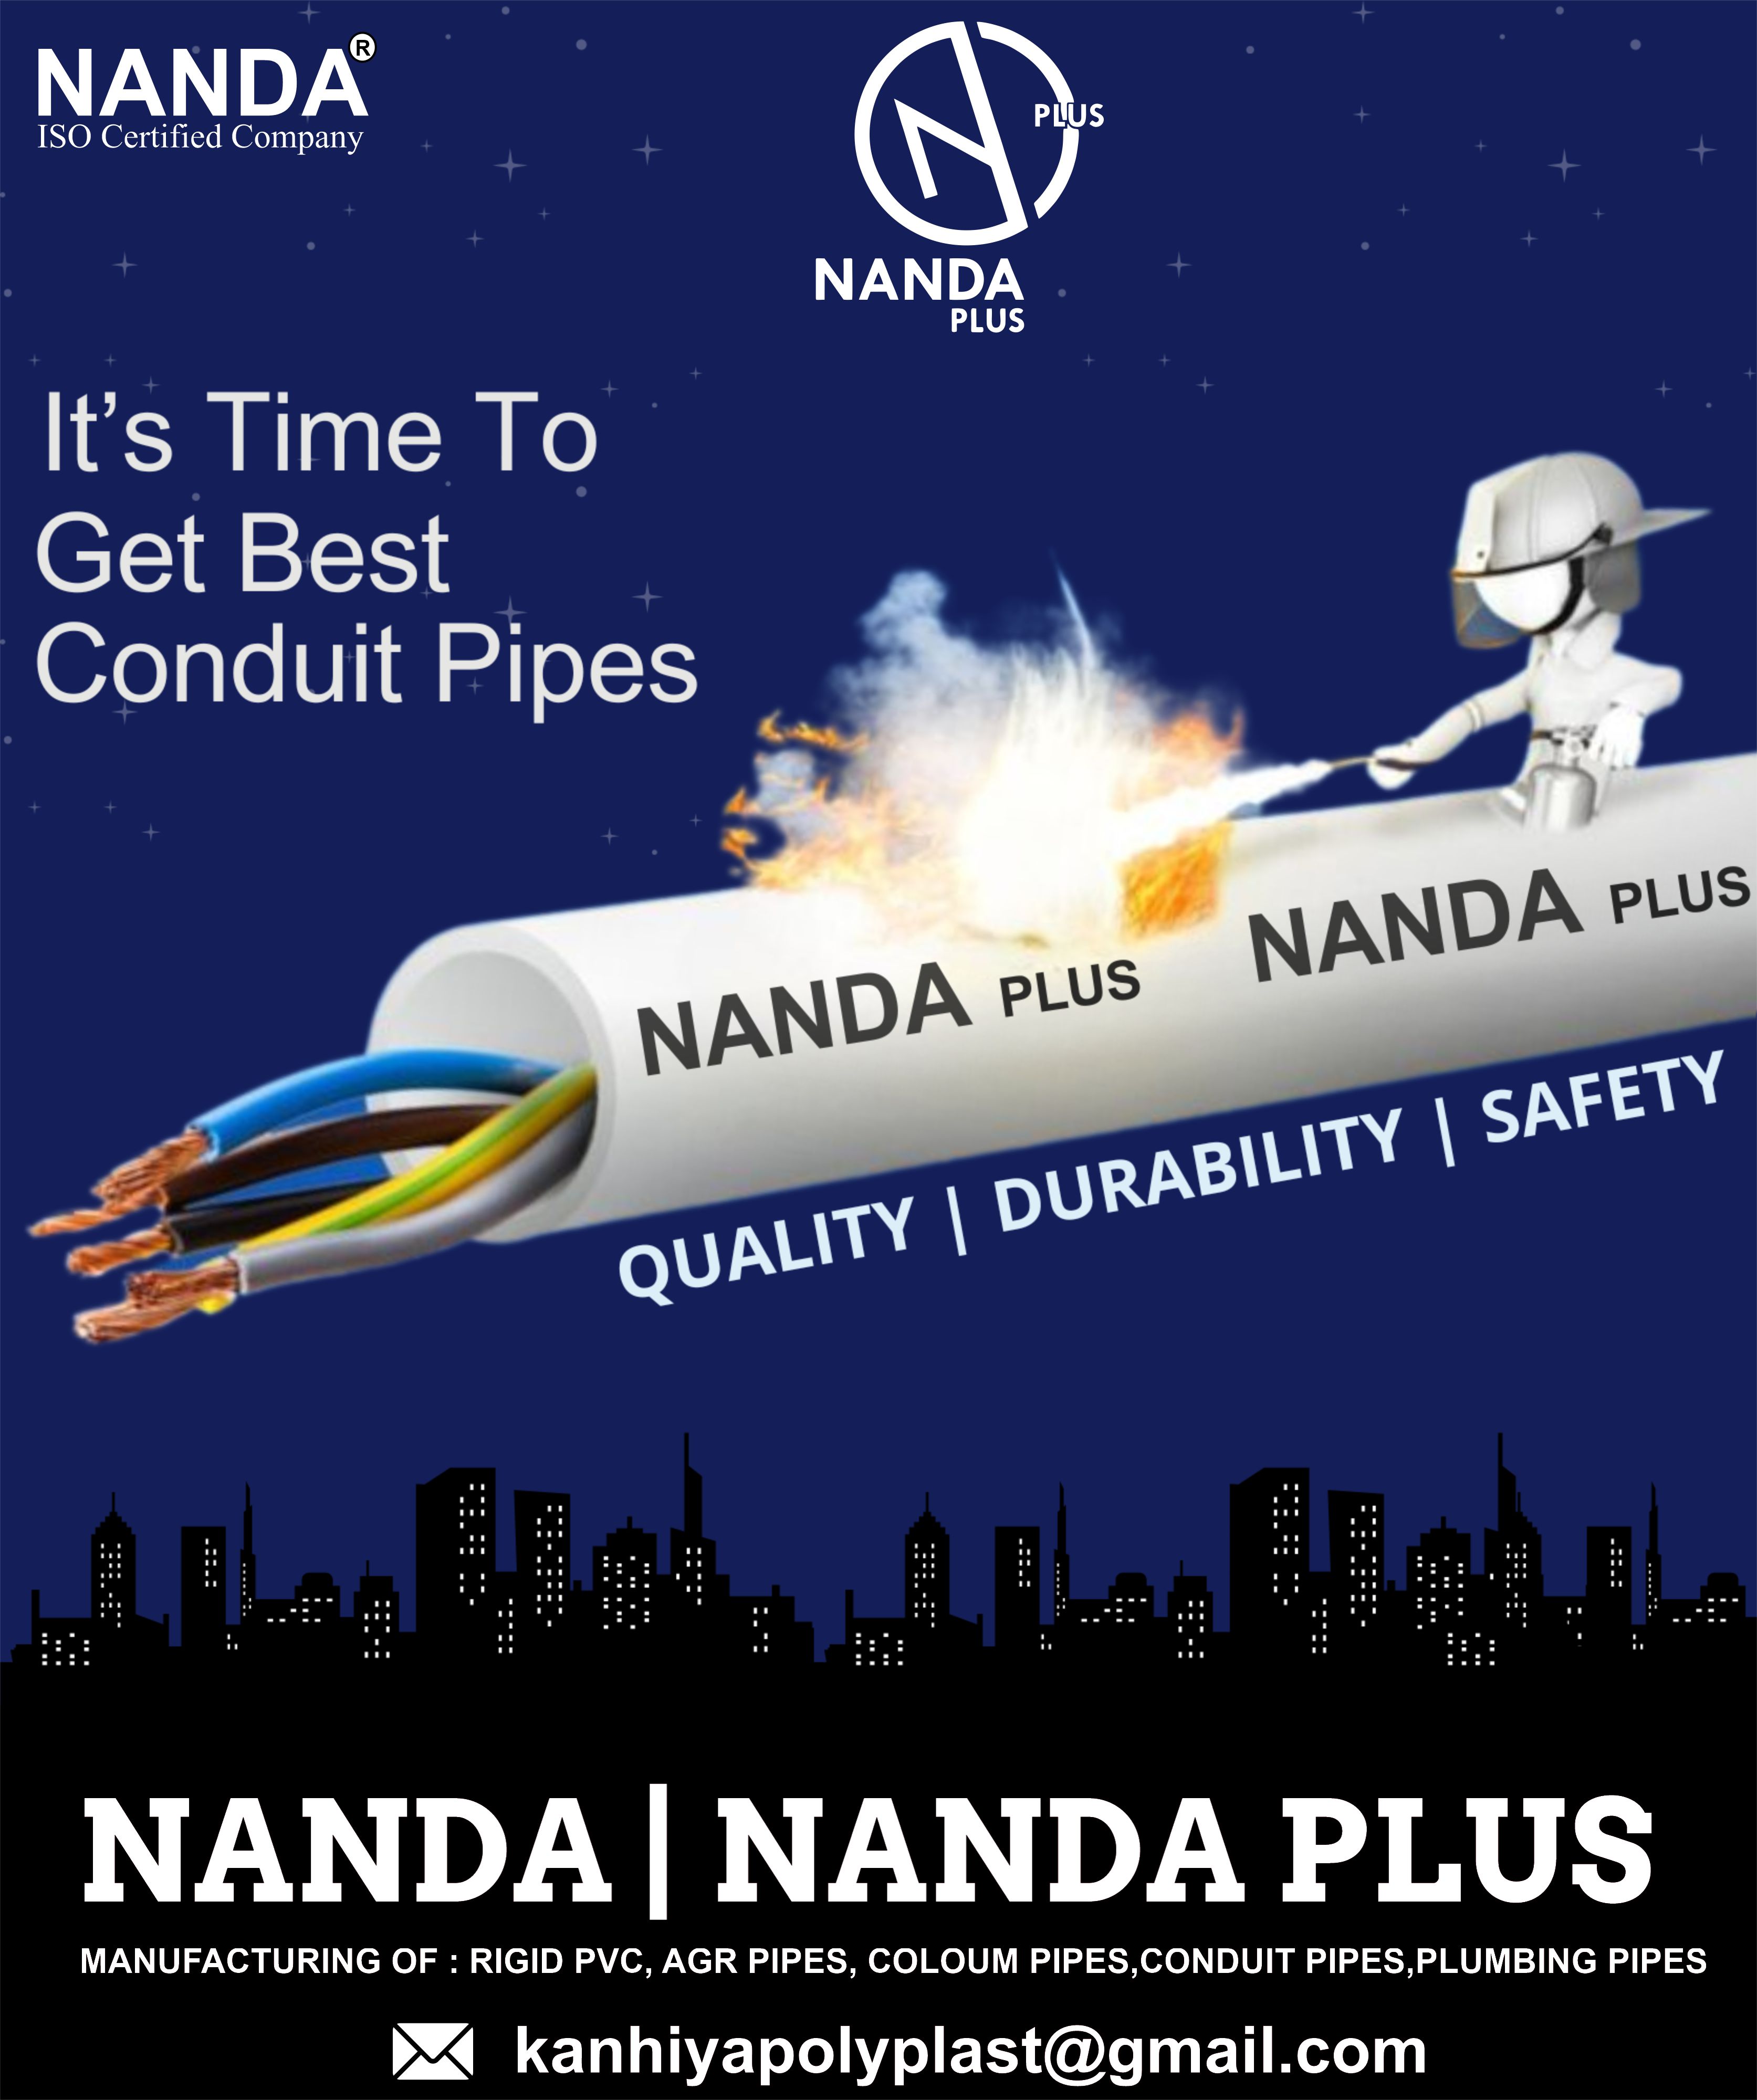 NANDA®
ISO Certified Company
PLUS
NANDA
PLUS
It's Time To
Get Best
Conduit Pipes
NANDA PLUS NANDA PLUS
QUALITY | DURABILITY | SAFETY
NANDA | NANDA PLUS
MANUFACTURING OF : RIGID PVC, AGR PIPES, COLOUM PIPES,CONDUIT PIPES,PLUMBING PIPES
kanhiyapolyplast@gmail.com